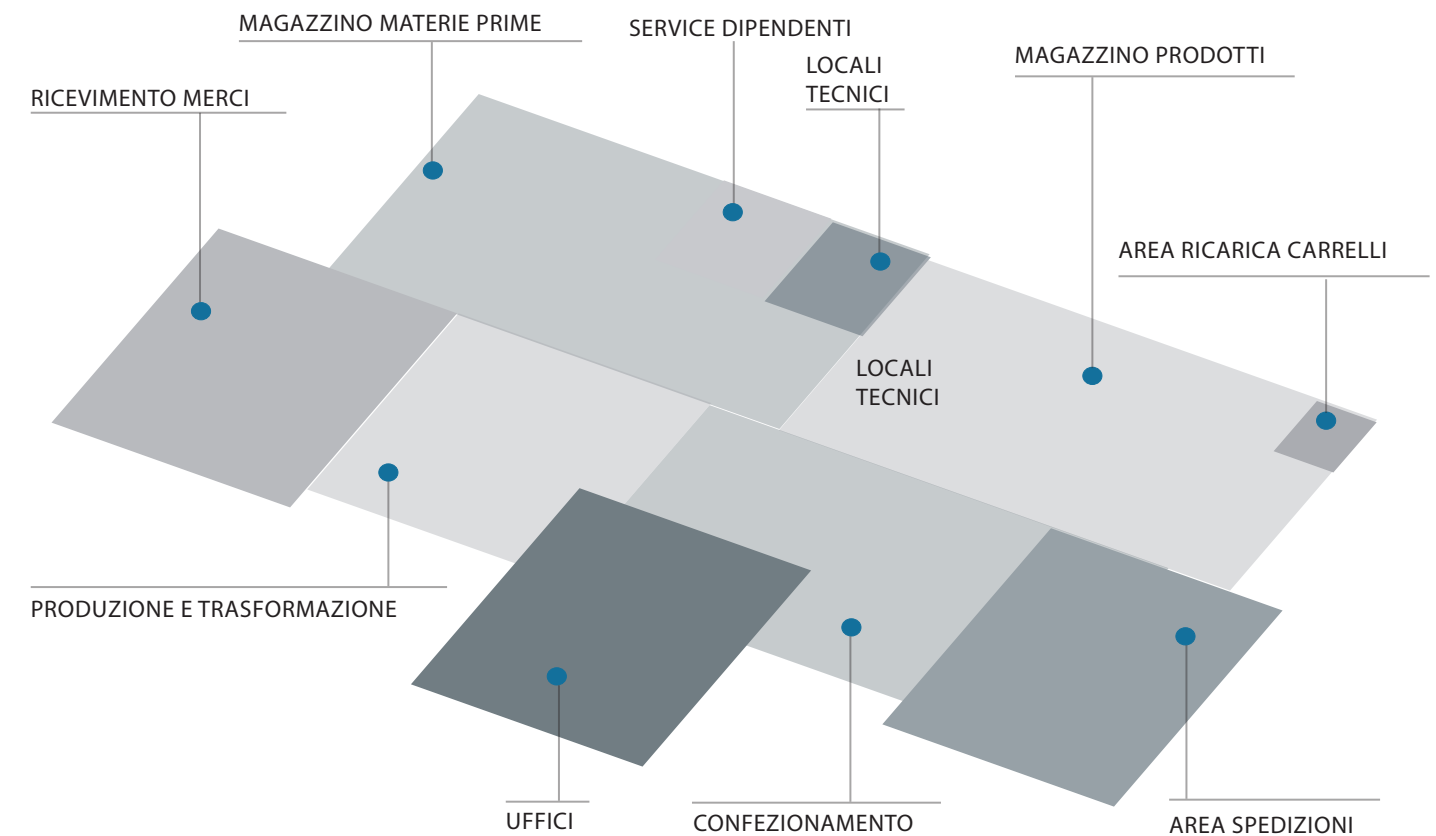 MAGAZZINO MATERIE PRIME
SERVICE DIPENDENTI
LOCALI
TECNICI
MAGAZZINO PRODOTTI
RICEVIMENTO MERCI
AREA RICARICA CARRELLI
LOCALI
TECNICI
PRODUZIONE E TRASFORMAZIONE
UFFICI
CONFEZIONAMENTO
AREA SPEDIZIONI